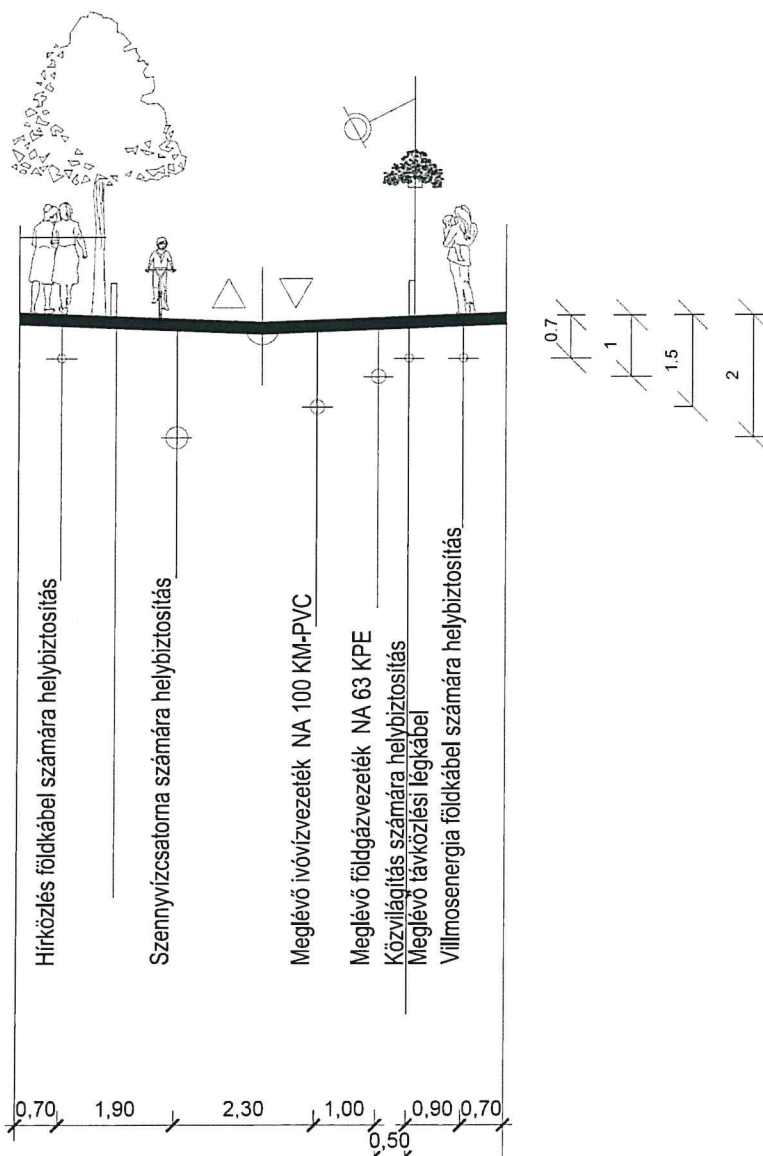 0.7
1
1.5
2
Hírközlés földkábel számára helybiztosítás
Szennyvízcsatorna számára helybiztosítás
Meglévő ivóvízvezeték NA 100 KM-PVC
Meglévő földgázvezeték NA 63 KPE
Közvilágítás számára helybiztosítás
Meglévő távközlési légkábel
Villmosenergia földkábel számára helybiztosítás
0,70 1,90 2,30 1,00 0,90 0,70
0,50